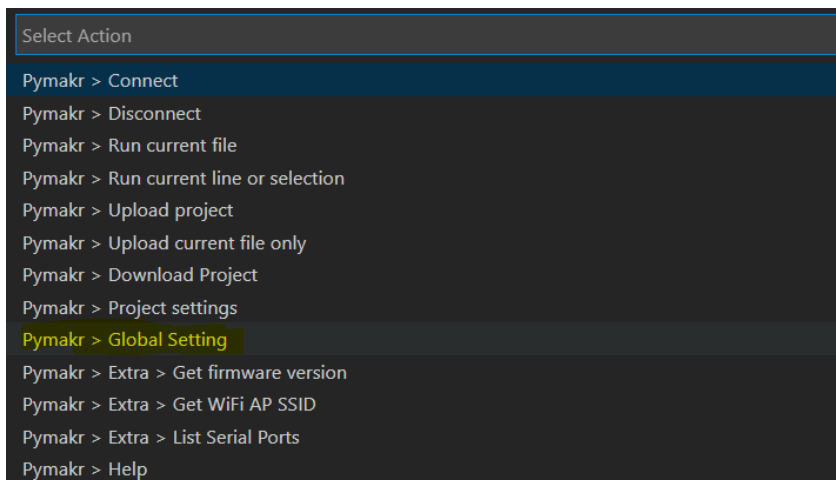 Select Action
Pymakr > Connect
Pymakr > Disconnect
Pymakr > Run current file
Pymakr > Run current line or selection
Pymakr > Upload project
Pymakr > Upload current file only
Pymakr > Download Project
Pymakr > Project settings
Pymakr > Global Setting
Pymakr > Extra > Get firmware version
Pymakr > Extra > Get WiFi AP SSID
Pymakr > Extra > List Serial Ports
Pymakr > Help